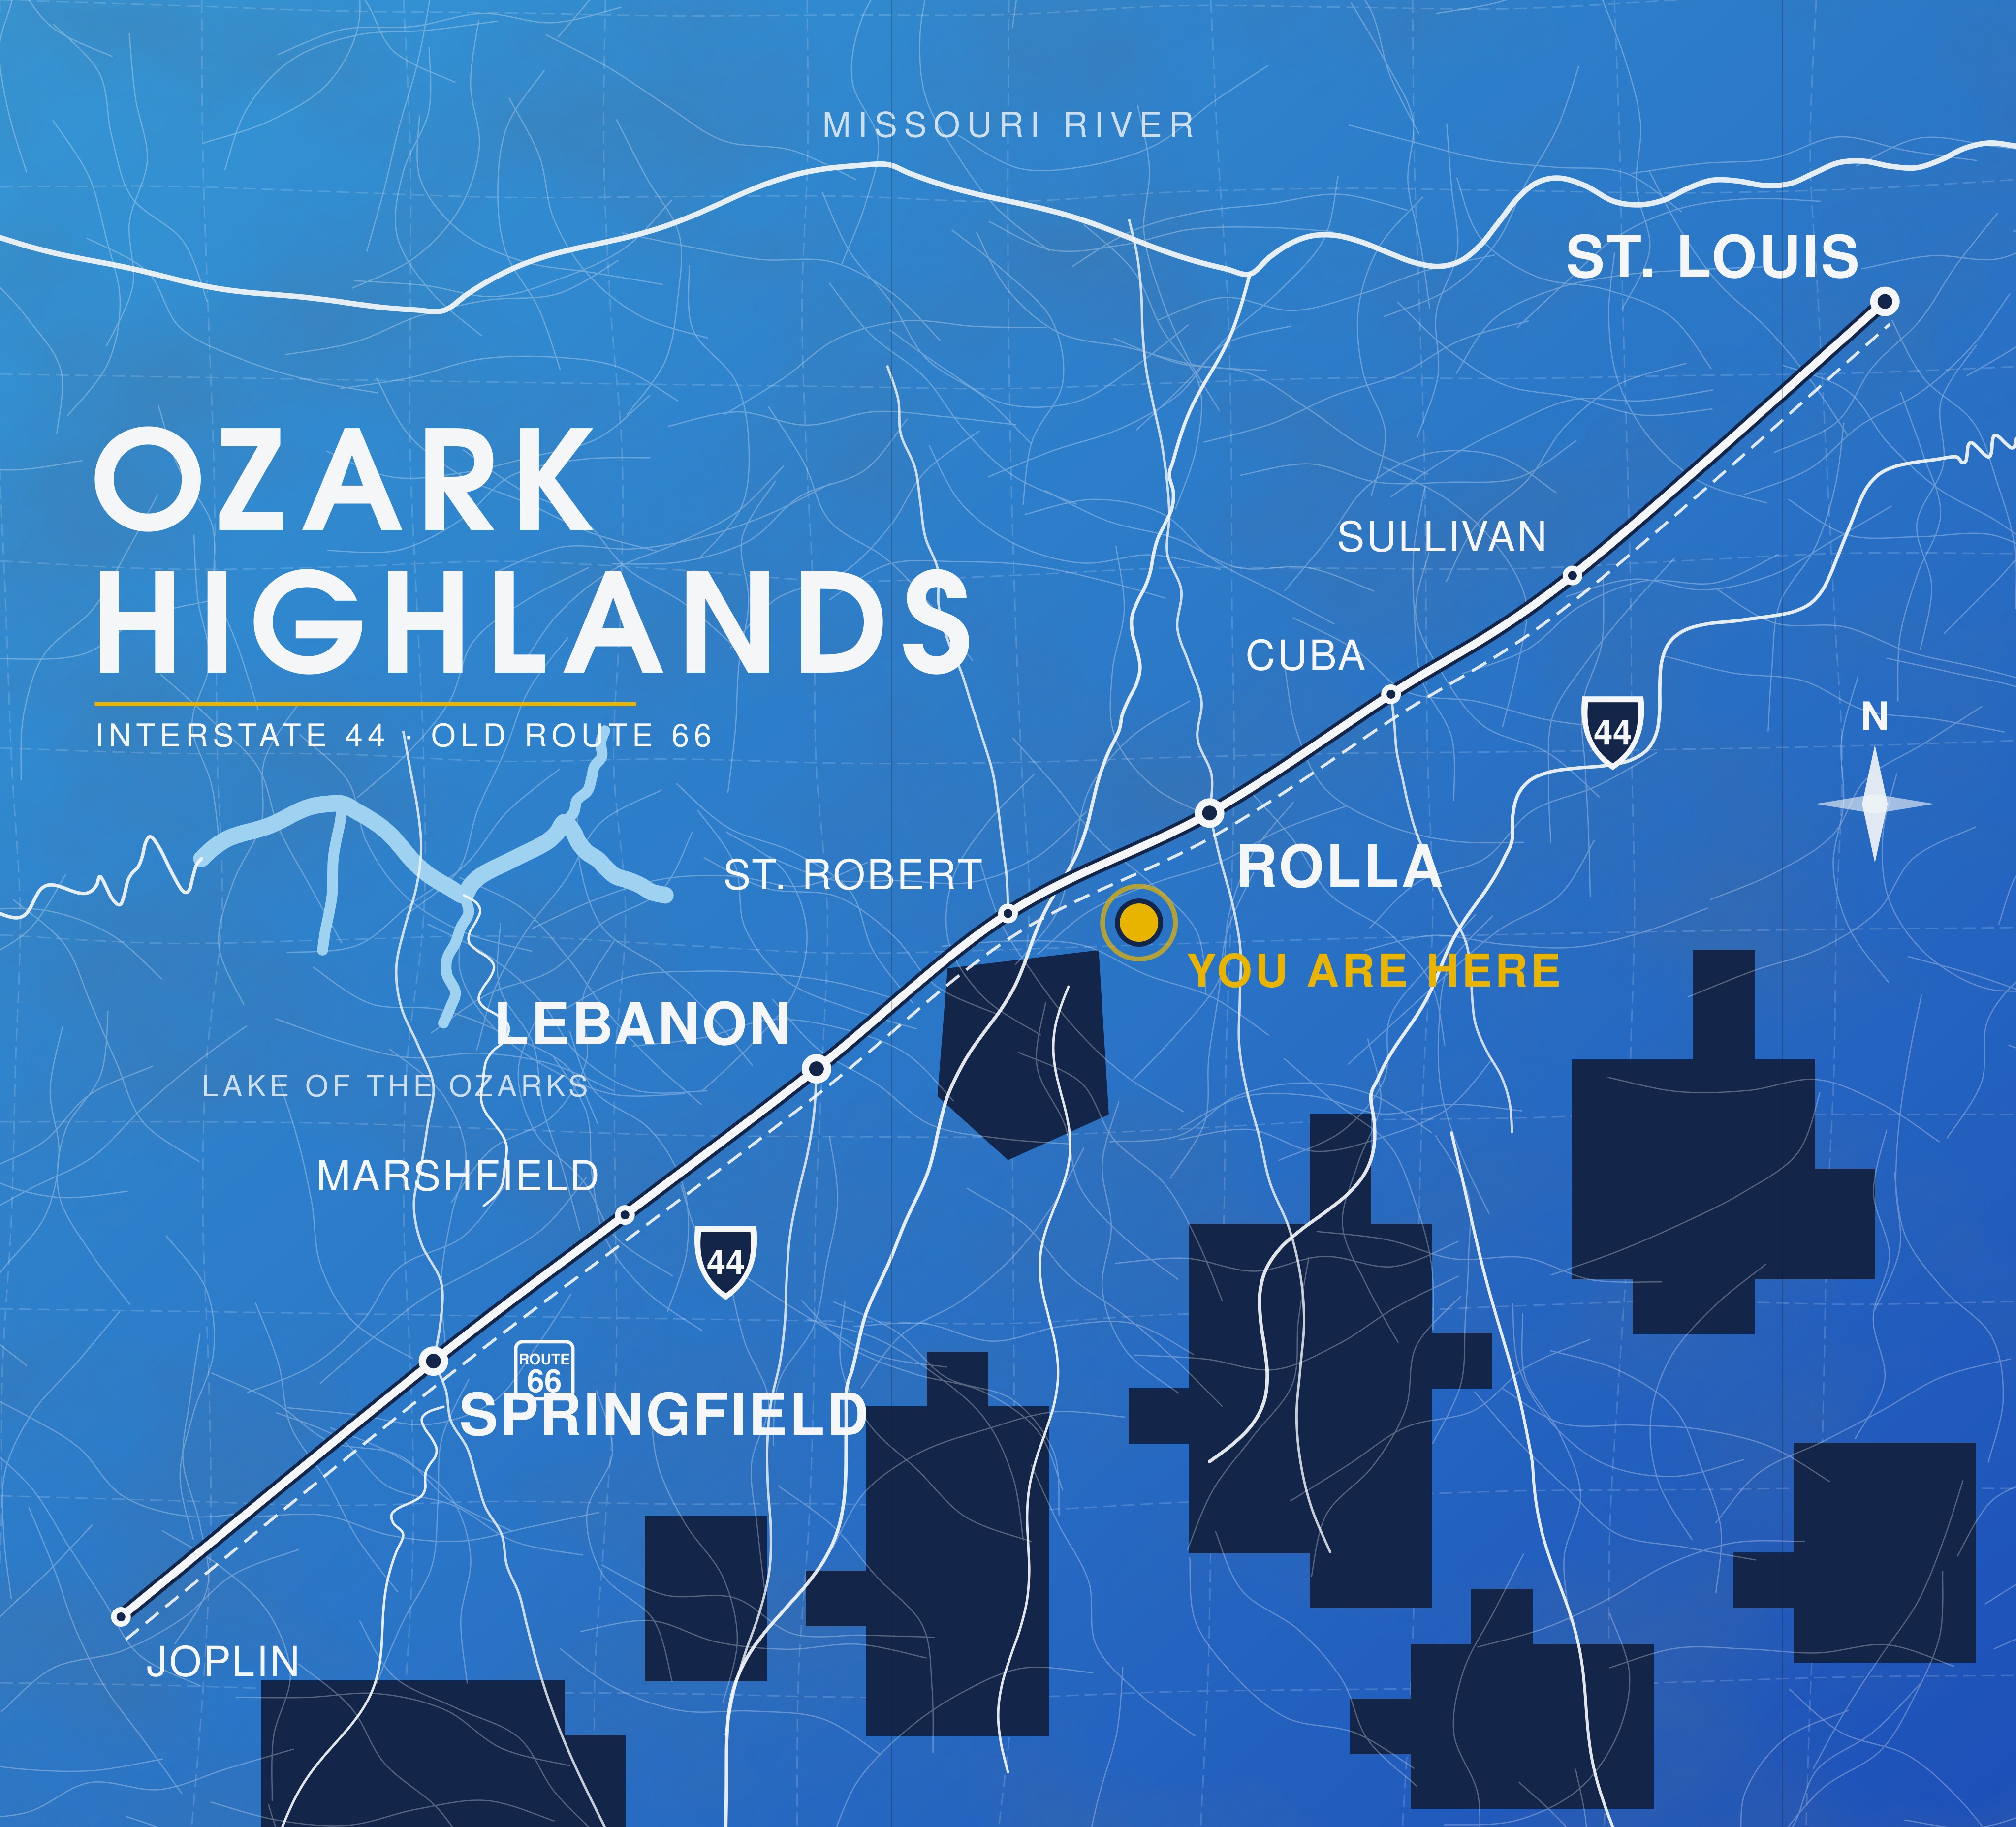 MISSOURI RIVER
ST. LOUIS
OZARK
HIGHLANDS
INTERSTATE 44 · OLD ROUTE 66
SULLIVAN
CUBA
44
N
ST. ROBERT
ROLLA
YOU ARE HERE
LEBANON
LAKE OF THE OZARKS
MARSHFIELD
44
ROUTE
66
SPRINGFIELD
JOPLIN